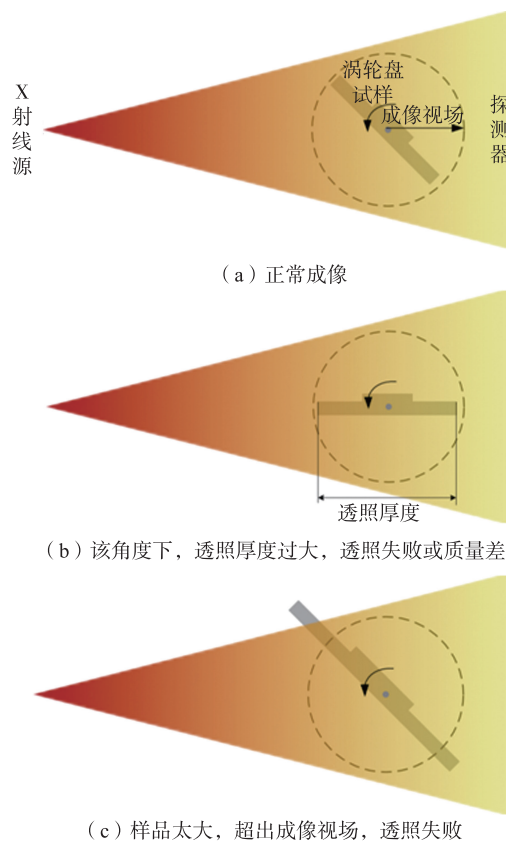 X
射
线
源
涡轮盘
试样
成像视场
探
测
器
（a）正常成像
透照厚度
（b）该角度下，透照厚度过大，透照失败或质量差
（c）样品太大，超出成像视场，透照失败